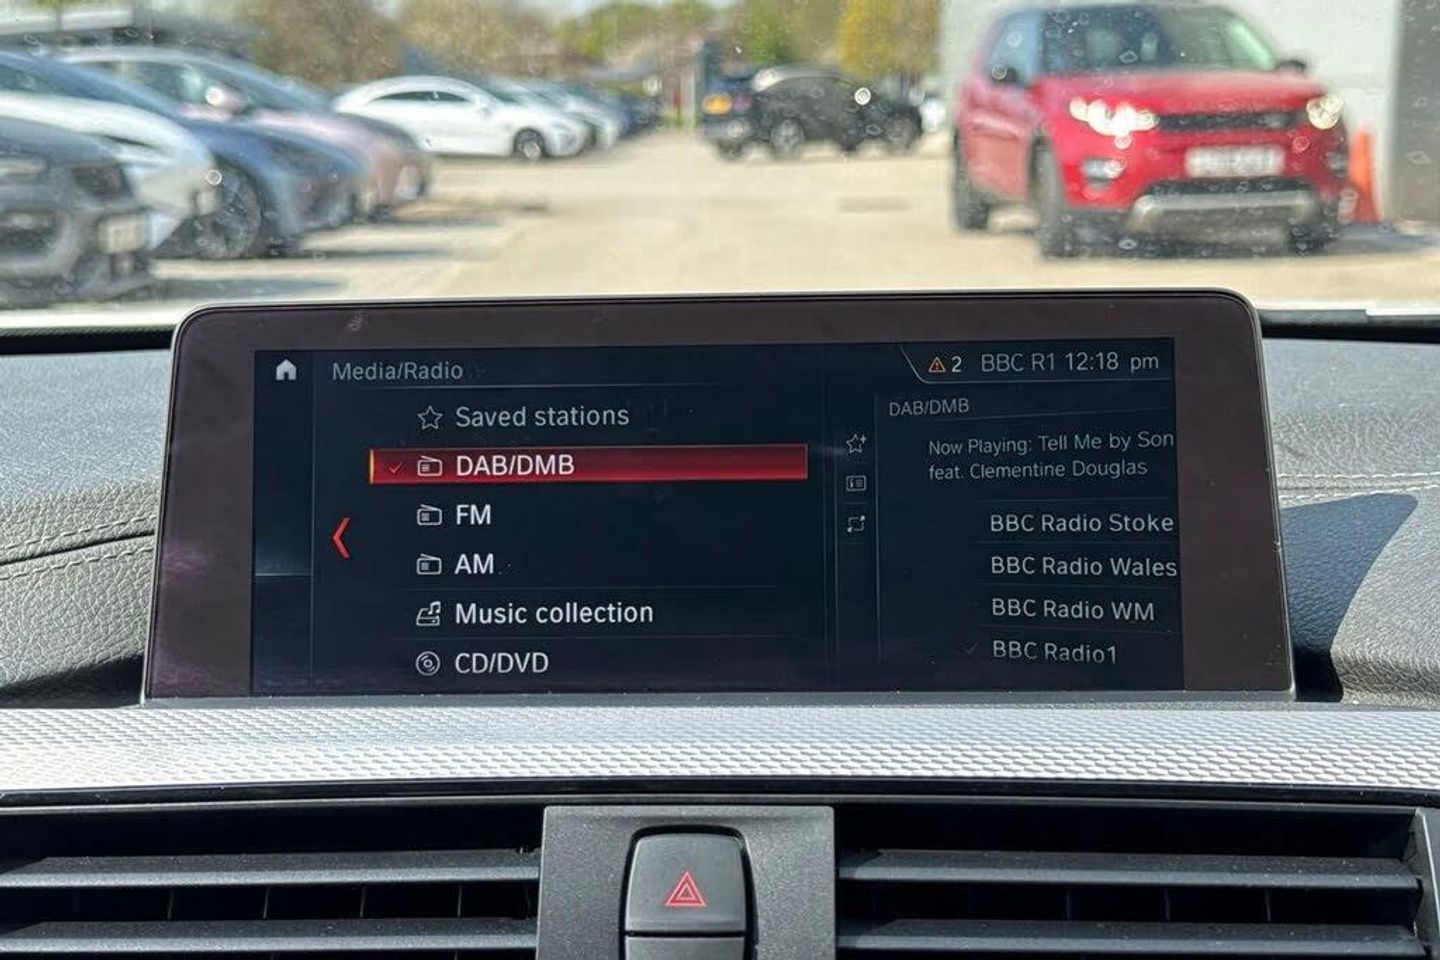 Media/Radio
2 BBC R1 12:18 pm
Saved stations
DAB/DMB
FM
AM
Music collection
CD/DVD
DAB/DMB
Now Playing: Tell Me by Son
feat. Clementine Douglas
BBC Radio Stoke
BBC Radio Wales
BBC Radio WM
BBC Radio1